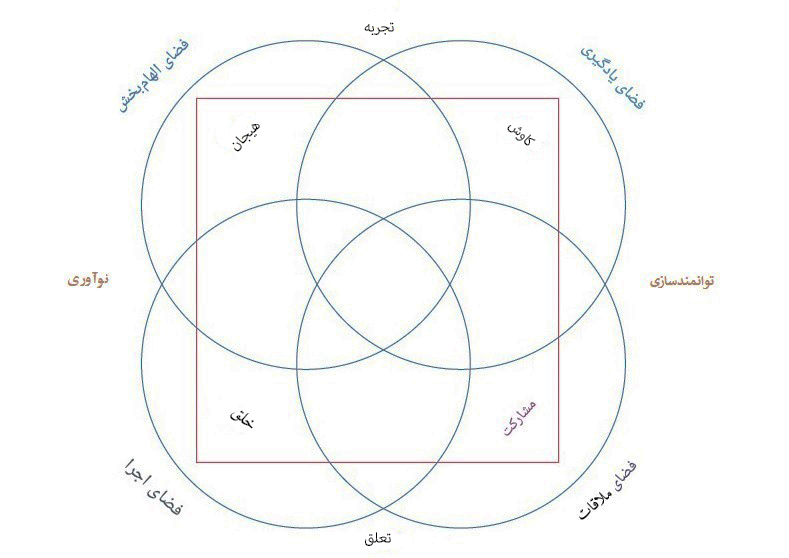 تجربه
فضای یادگیری
فضای الهام‌بخش
کاوش
هیجان
توانمندسازی
نوآوری
مشارکت
خلق
فضای ملاقات
فضای اجرا
تعلق